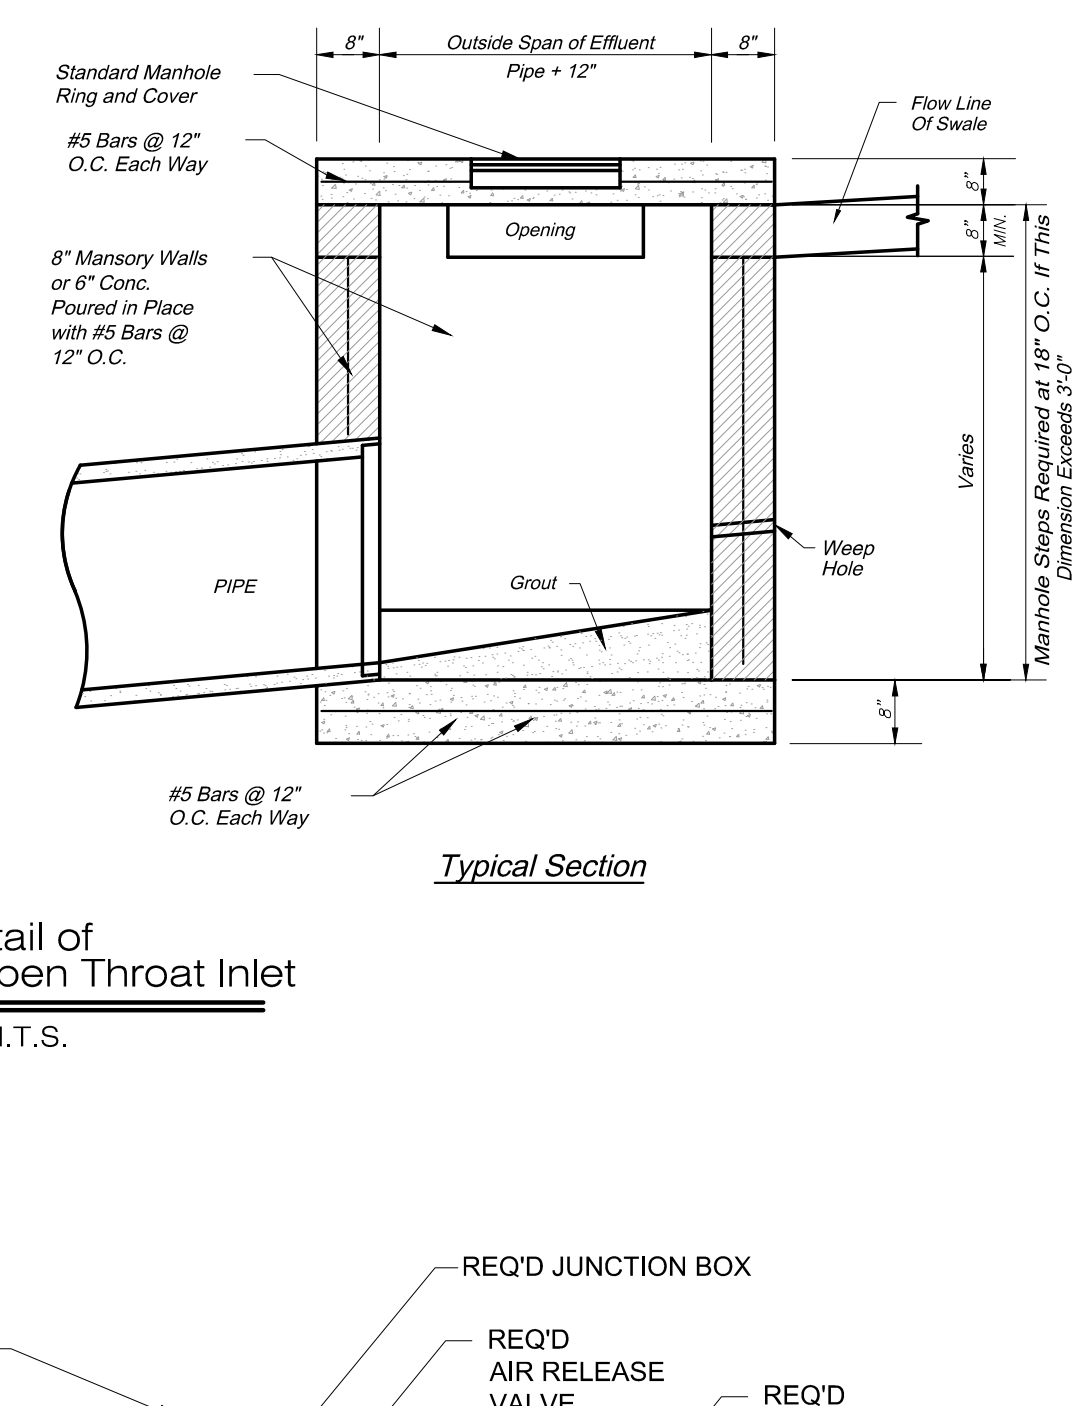 8"
Outside Span of Effluent
Pipe + 12"
8"
Standard Manhole
Ring and Cover
#5 Bars @ 12"
O.C. Each Way
Flow Line
Of Swale
8"
8"
MIN.
Opening
8" Mansory Walls
or 6" Conc.
Poured in Place
with #5 Bars @
12" O.C.
Varies
Manhole Steps Required at 18" O.C. If This
Dimension Exceeds 3'-0"
Weep
Hole
PIPE
Grout
8"
#5 Bars @ 12"
O.C. Each Way
Typical Section
tail of
pen Throat Inlet
.T.S.
REQ'D JUNCTION BOX
REQ'D
AIR RELEASE
VALVE
REQ'D